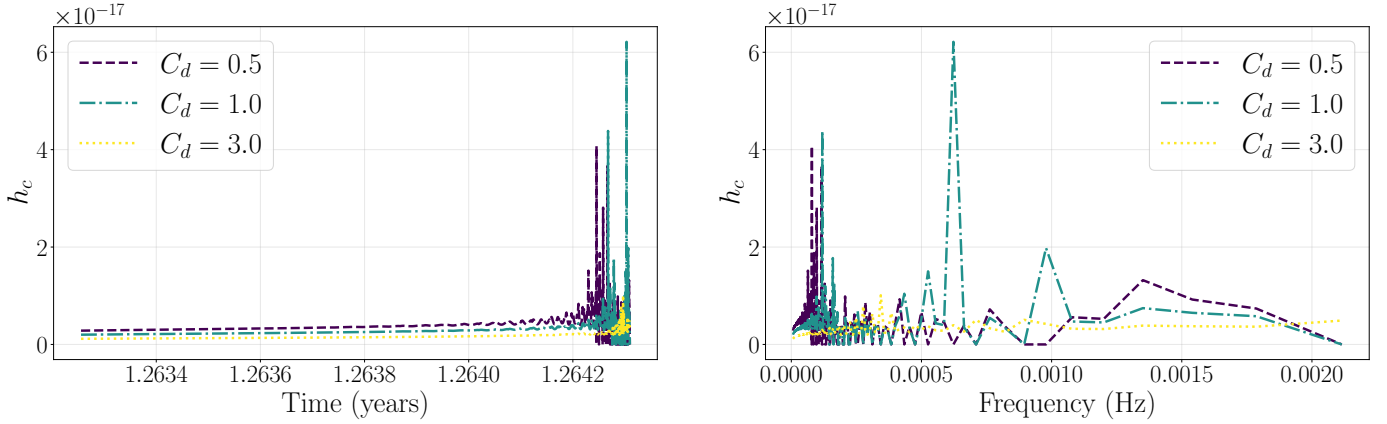 ×10⁻¹⁷
6
4
2
0
h_c
C_d = 0.5
C_d = 1.0
C_d = 3.0
1.2634
1.2636
1.2638
1.2640
1.2642
Time (years)
×10⁻¹⁷
6
4
2
0
h_c
C_d = 0.5
C_d = 1.0
C_d = 3.0
0.0000
0.0005
0.0010
0.0015
0.0020
Frequency (Hz)